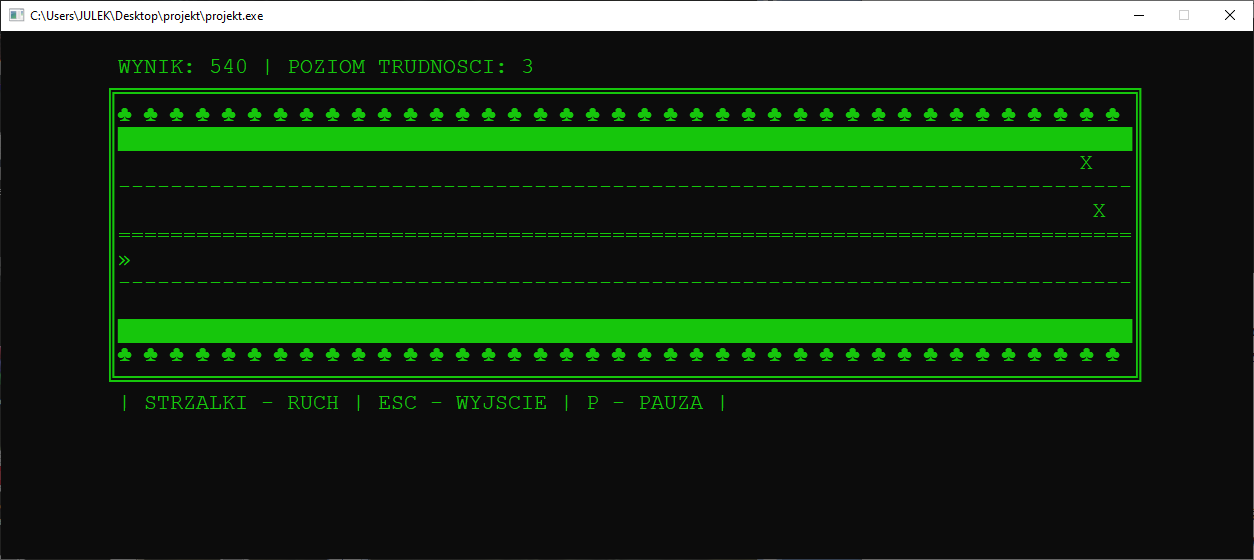 C:\Users\JULEK\Desktop\projekt\projekt.exe
WYNIK: 540 | POZIOM TRUDNOSCI: 3
♣ ♣ ♣ ♣ ♣ ♣ ♣ ♣ ♣ ♣ ♣ ♣ ♣ ♣ ♣ ♣ ♣ ♣ ♣ ♣ ♣ ♣ ♣ ♣ ♣ ♣ ♣ ♣ ♣ ♣ ♣ ♣ ♣ ♣ ♣ ♣ ♣ ♣ ♣
X
------------------------------------------------------------------------------
X
==============================================================================
»
------------------------------------------------------------------------------
♣ ♣ ♣ ♣ ♣ ♣ ♣ ♣ ♣ ♣ ♣ ♣ ♣ ♣ ♣ ♣ ♣ ♣ ♣ ♣ ♣ ♣ ♣ ♣ ♣ ♣ ♣ ♣ ♣ ♣ ♣ ♣ ♣ ♣ ♣ ♣ ♣ ♣ ♣
| STRZALKI - RUCH | ESC - WYJSCIE | P - PAUZA |